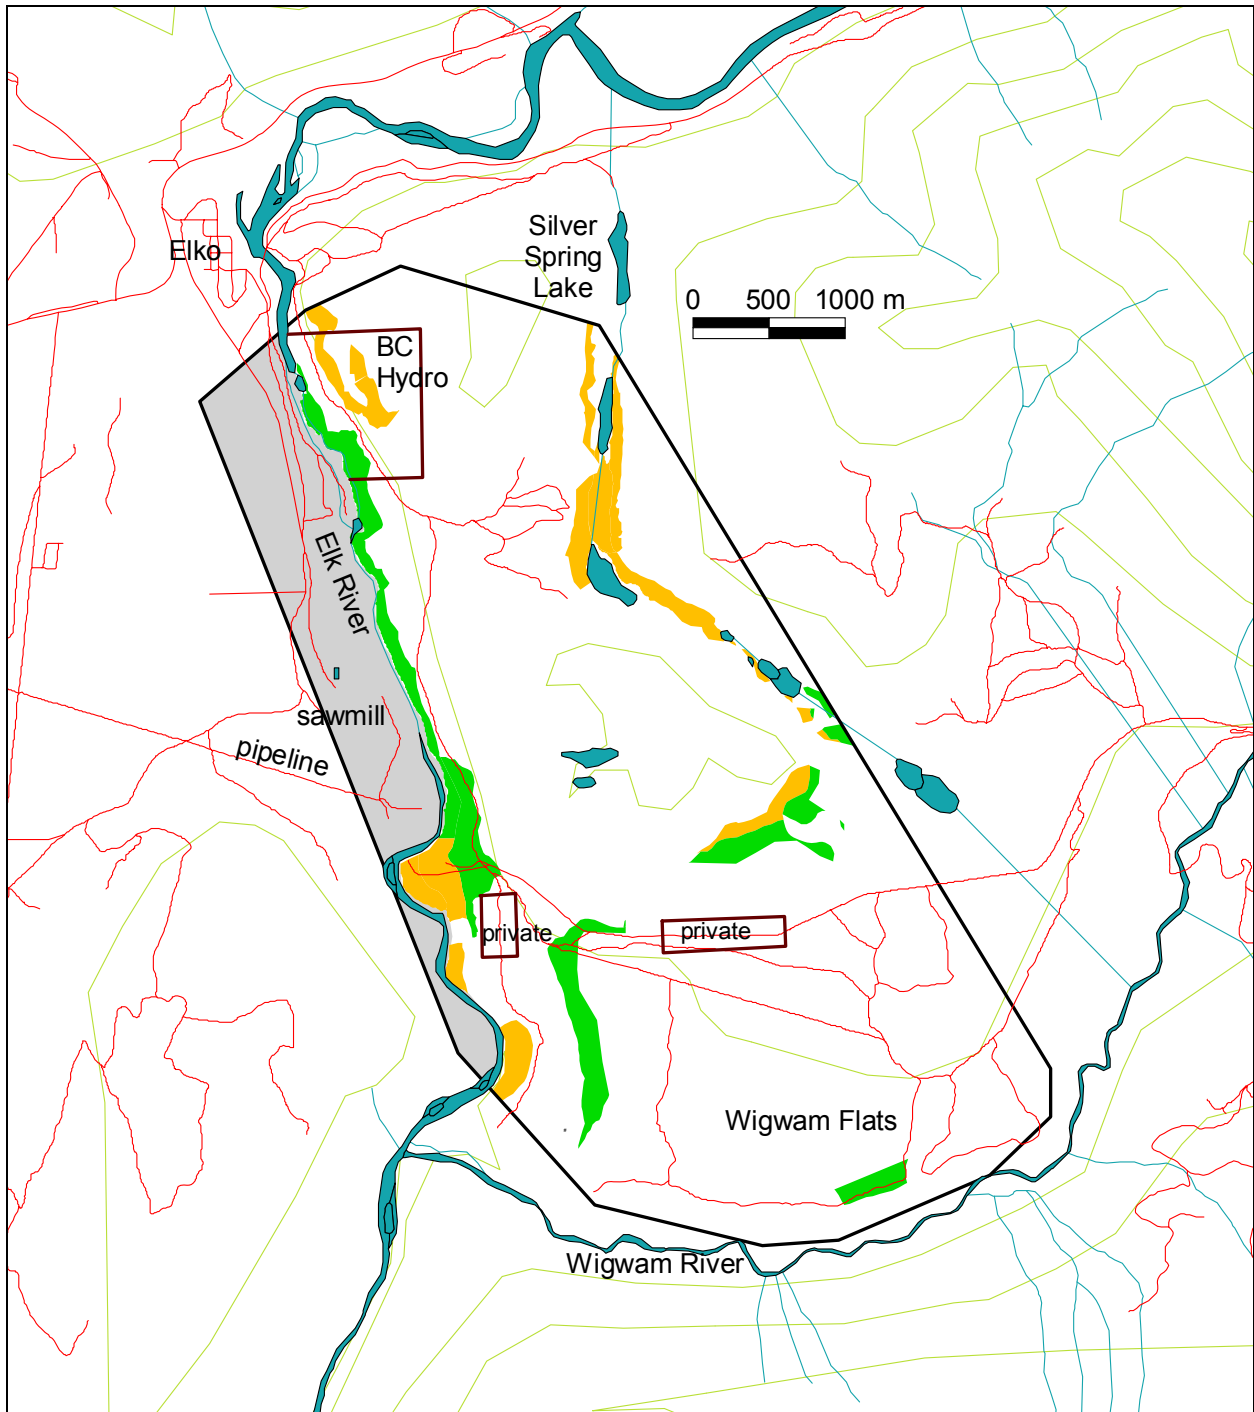 Silver
Spring
Lake
Elko
0 500 1000 m
BC
Hydro
Elk River
sawmill
pipeline
private
private
Wigwam Flats
Wigwam River